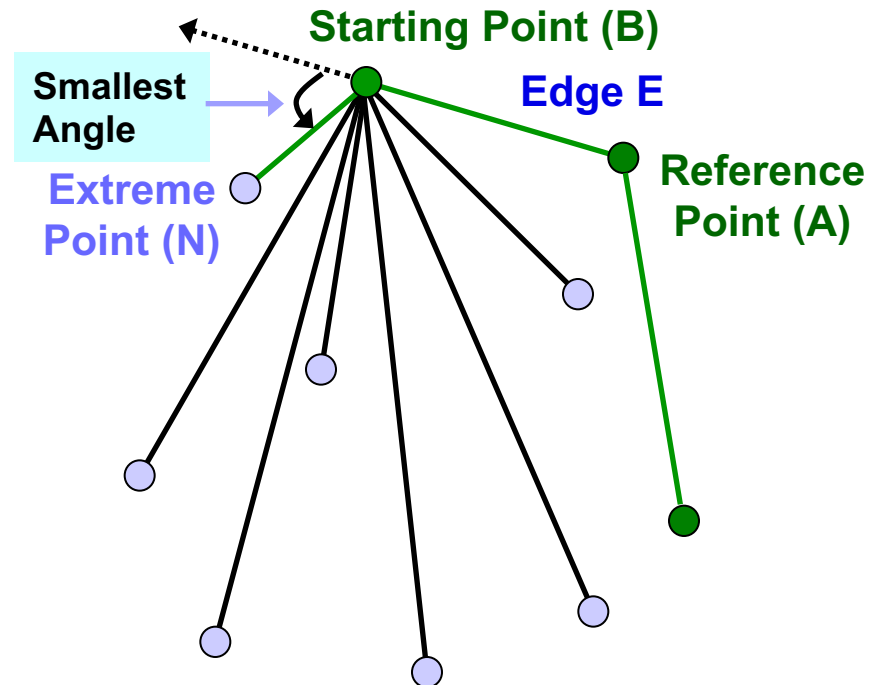 Starting Point (B)
Smallest
Angle
Edge E
Extreme
Point (N)
Reference
Point (A)